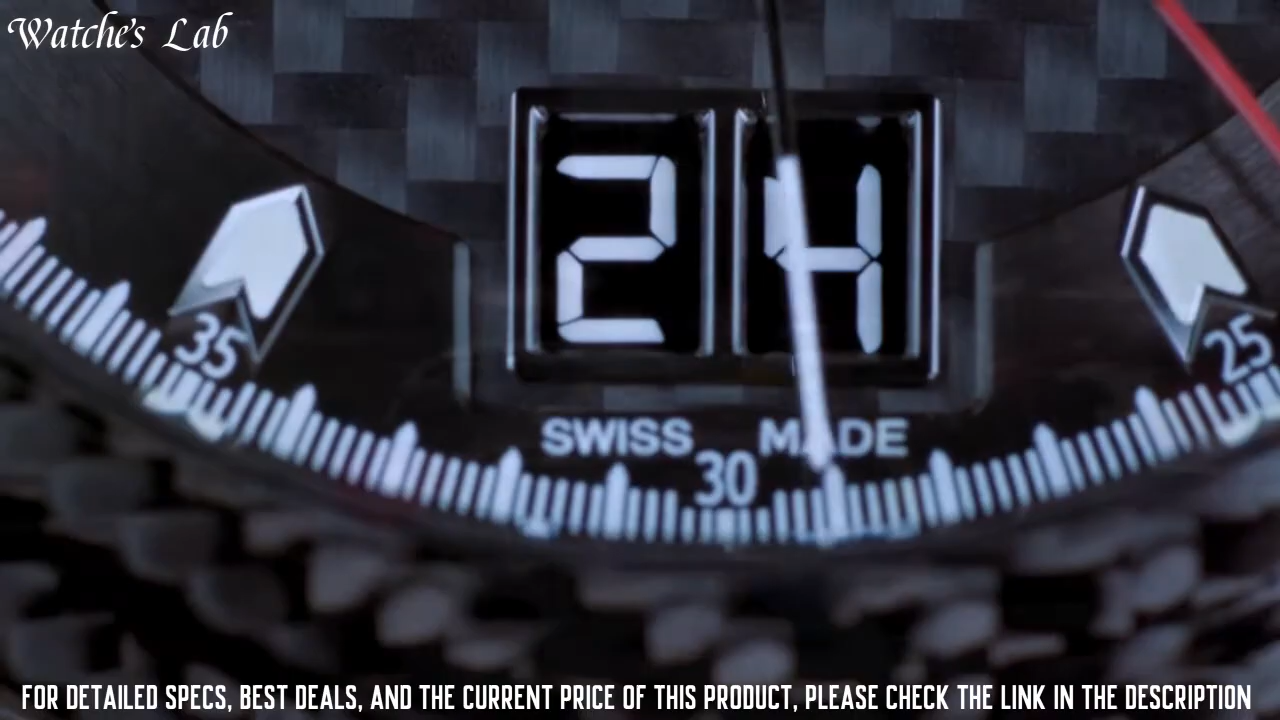 Watche's Lab
24
35
25
SWISS MADE
30
FOR DETAILED SPECS, BEST DEALS, AND THE CURRENT PRICE OF THIS PRODUCT, PLEASE CHECK THE LINK IN THE DESCRIPTION